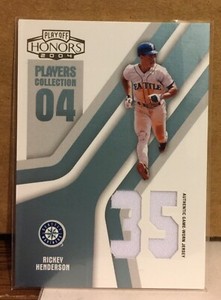 PLAYOFF
HONORS
2004
PLAYERS
COLLECTION
04
SEATTLE
35
AUTHENTIC GAME-WORN JERSEY
RICKEY
HENDERSON